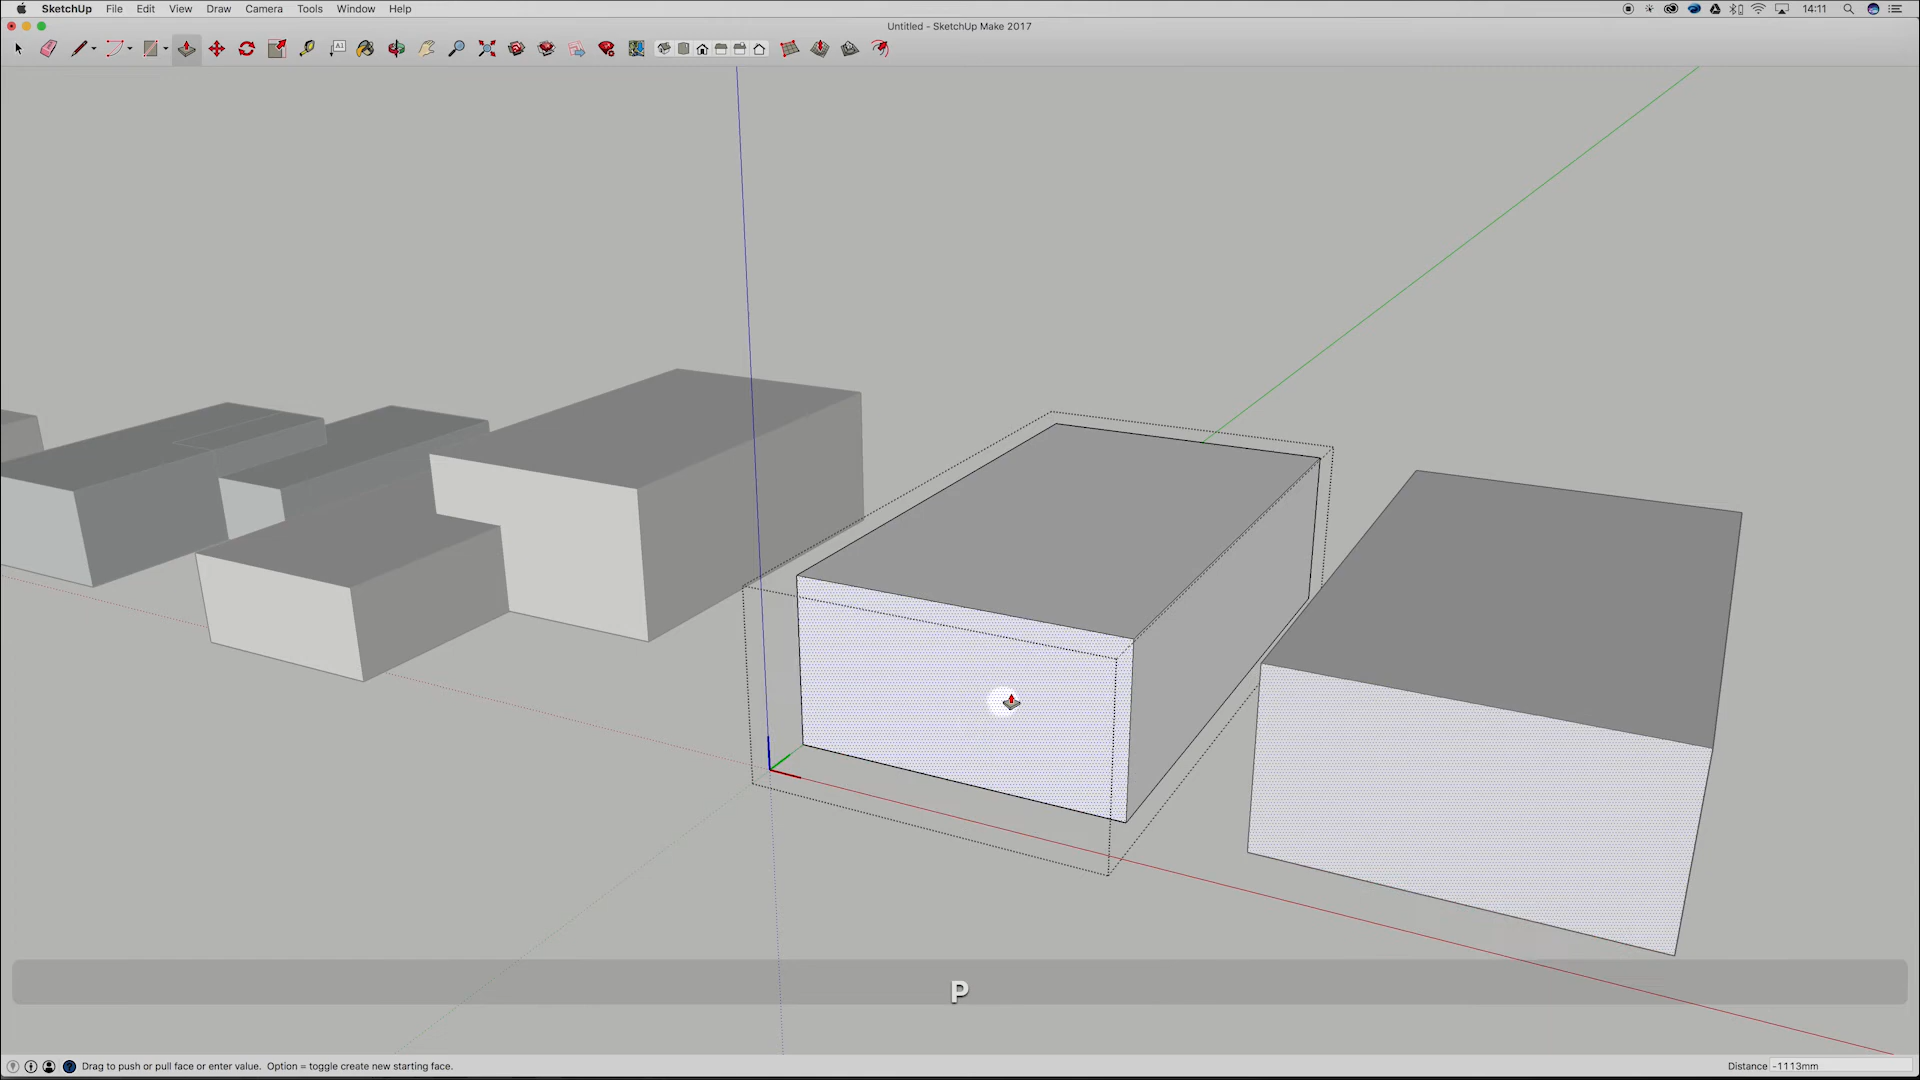 SketchUp File Edit View Draw Camera Tools Window Help 14:11
Untitled - SketchUp Make 2017
A1
P
Drag to push or pull face or enter value. Option = toggle create new starting face. Distance -1113mm